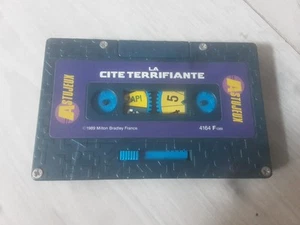 LA
CITE TERRIFIANTE
ASTUJEUX
5
ASTUJEUX
©1989 Milton Bradley France
4164 F